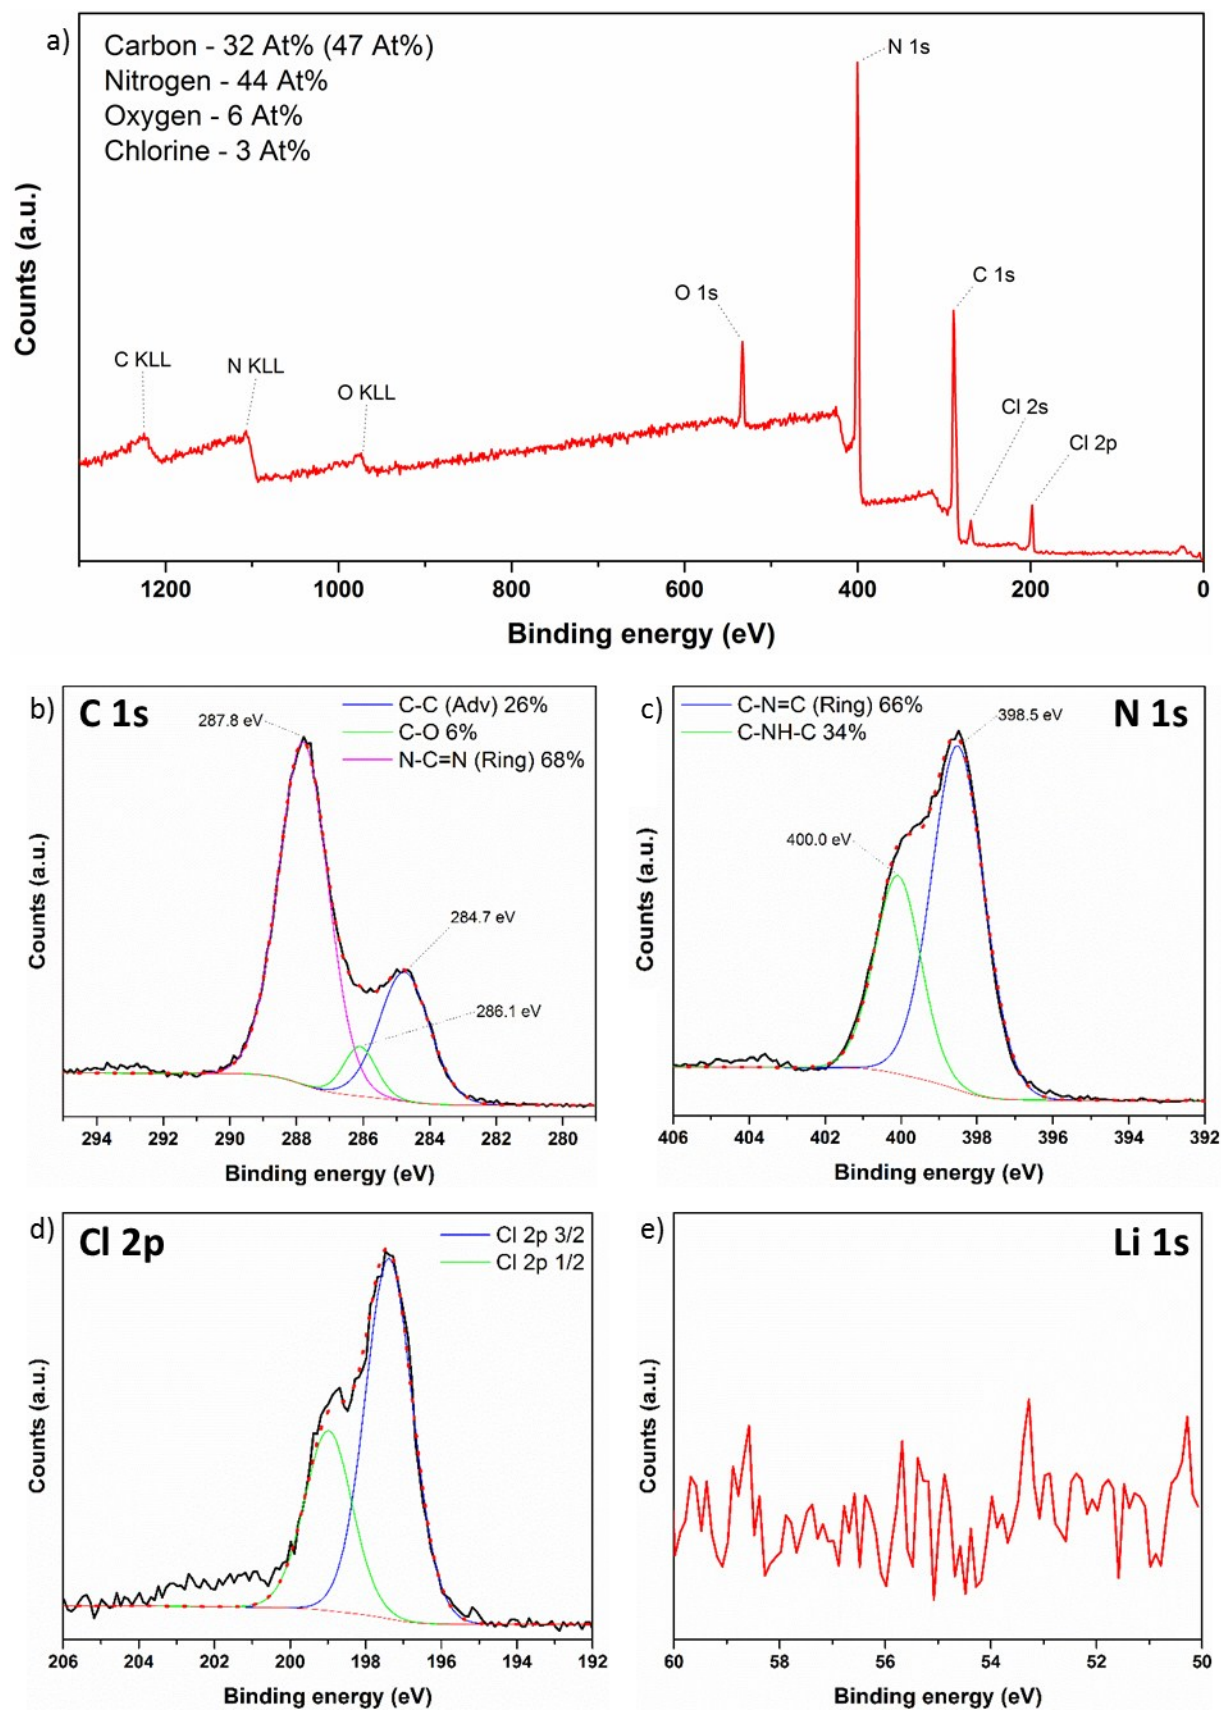 a)
Carbon - 32 At% (47 At%)
Nitrogen - 44 At%
Oxygen - 6 At%
Chlorine - 3 At%
N 1s
O 1s
C 1s
C KLL
N KLL
O KLL
Cl 2s
Cl 2p
Counts (a.u.)
1200 1000 800 600 400 200 0
Binding energy (eV)
b)
C 1s
C-C (Adv) 26%
C-O 6%
N-C=N (Ring) 68%
287.8 eV
284.7 eV
286.1 eV
Counts (a.u.)
294 292 290 288 286 284 282 280
Binding energy (eV)
c)
N 1s
C-N=C (Ring) 66%
C-NH-C 34%
398.5 eV
400.0 eV
Counts (a.u.)
406 404 402 400 398 396 394 392
Binding energy (eV)
d)
Cl 2p
Cl 2p 3/2
Cl 2p 1/2
Counts (a.u.)
206 204 202 200 198 196 194 192
Binding energy (eV)
e)
Li 1s
Counts (a.u.)
60 58 56 54 52 50
Binding energy (eV)